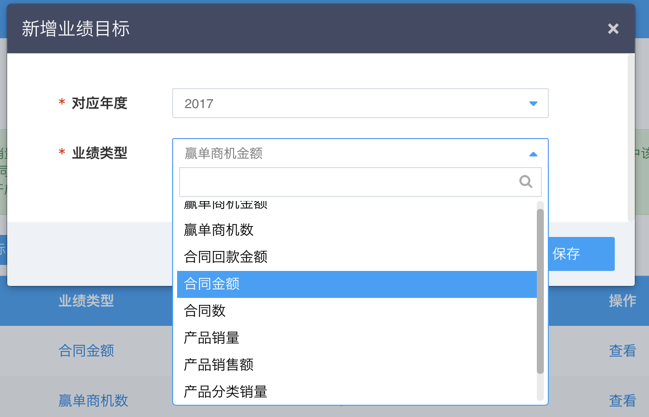 新增业绩目标 ×
* 对应年度 2017
* 业绩类型 赢单商机金额
赢单商机金额
赢单商机数
合同回款金额
合同金额
保存
合同数
产品销量
产品销售额
产品分类销量
业绩类型 操作
合同金额 查看
赢单商机数 查看